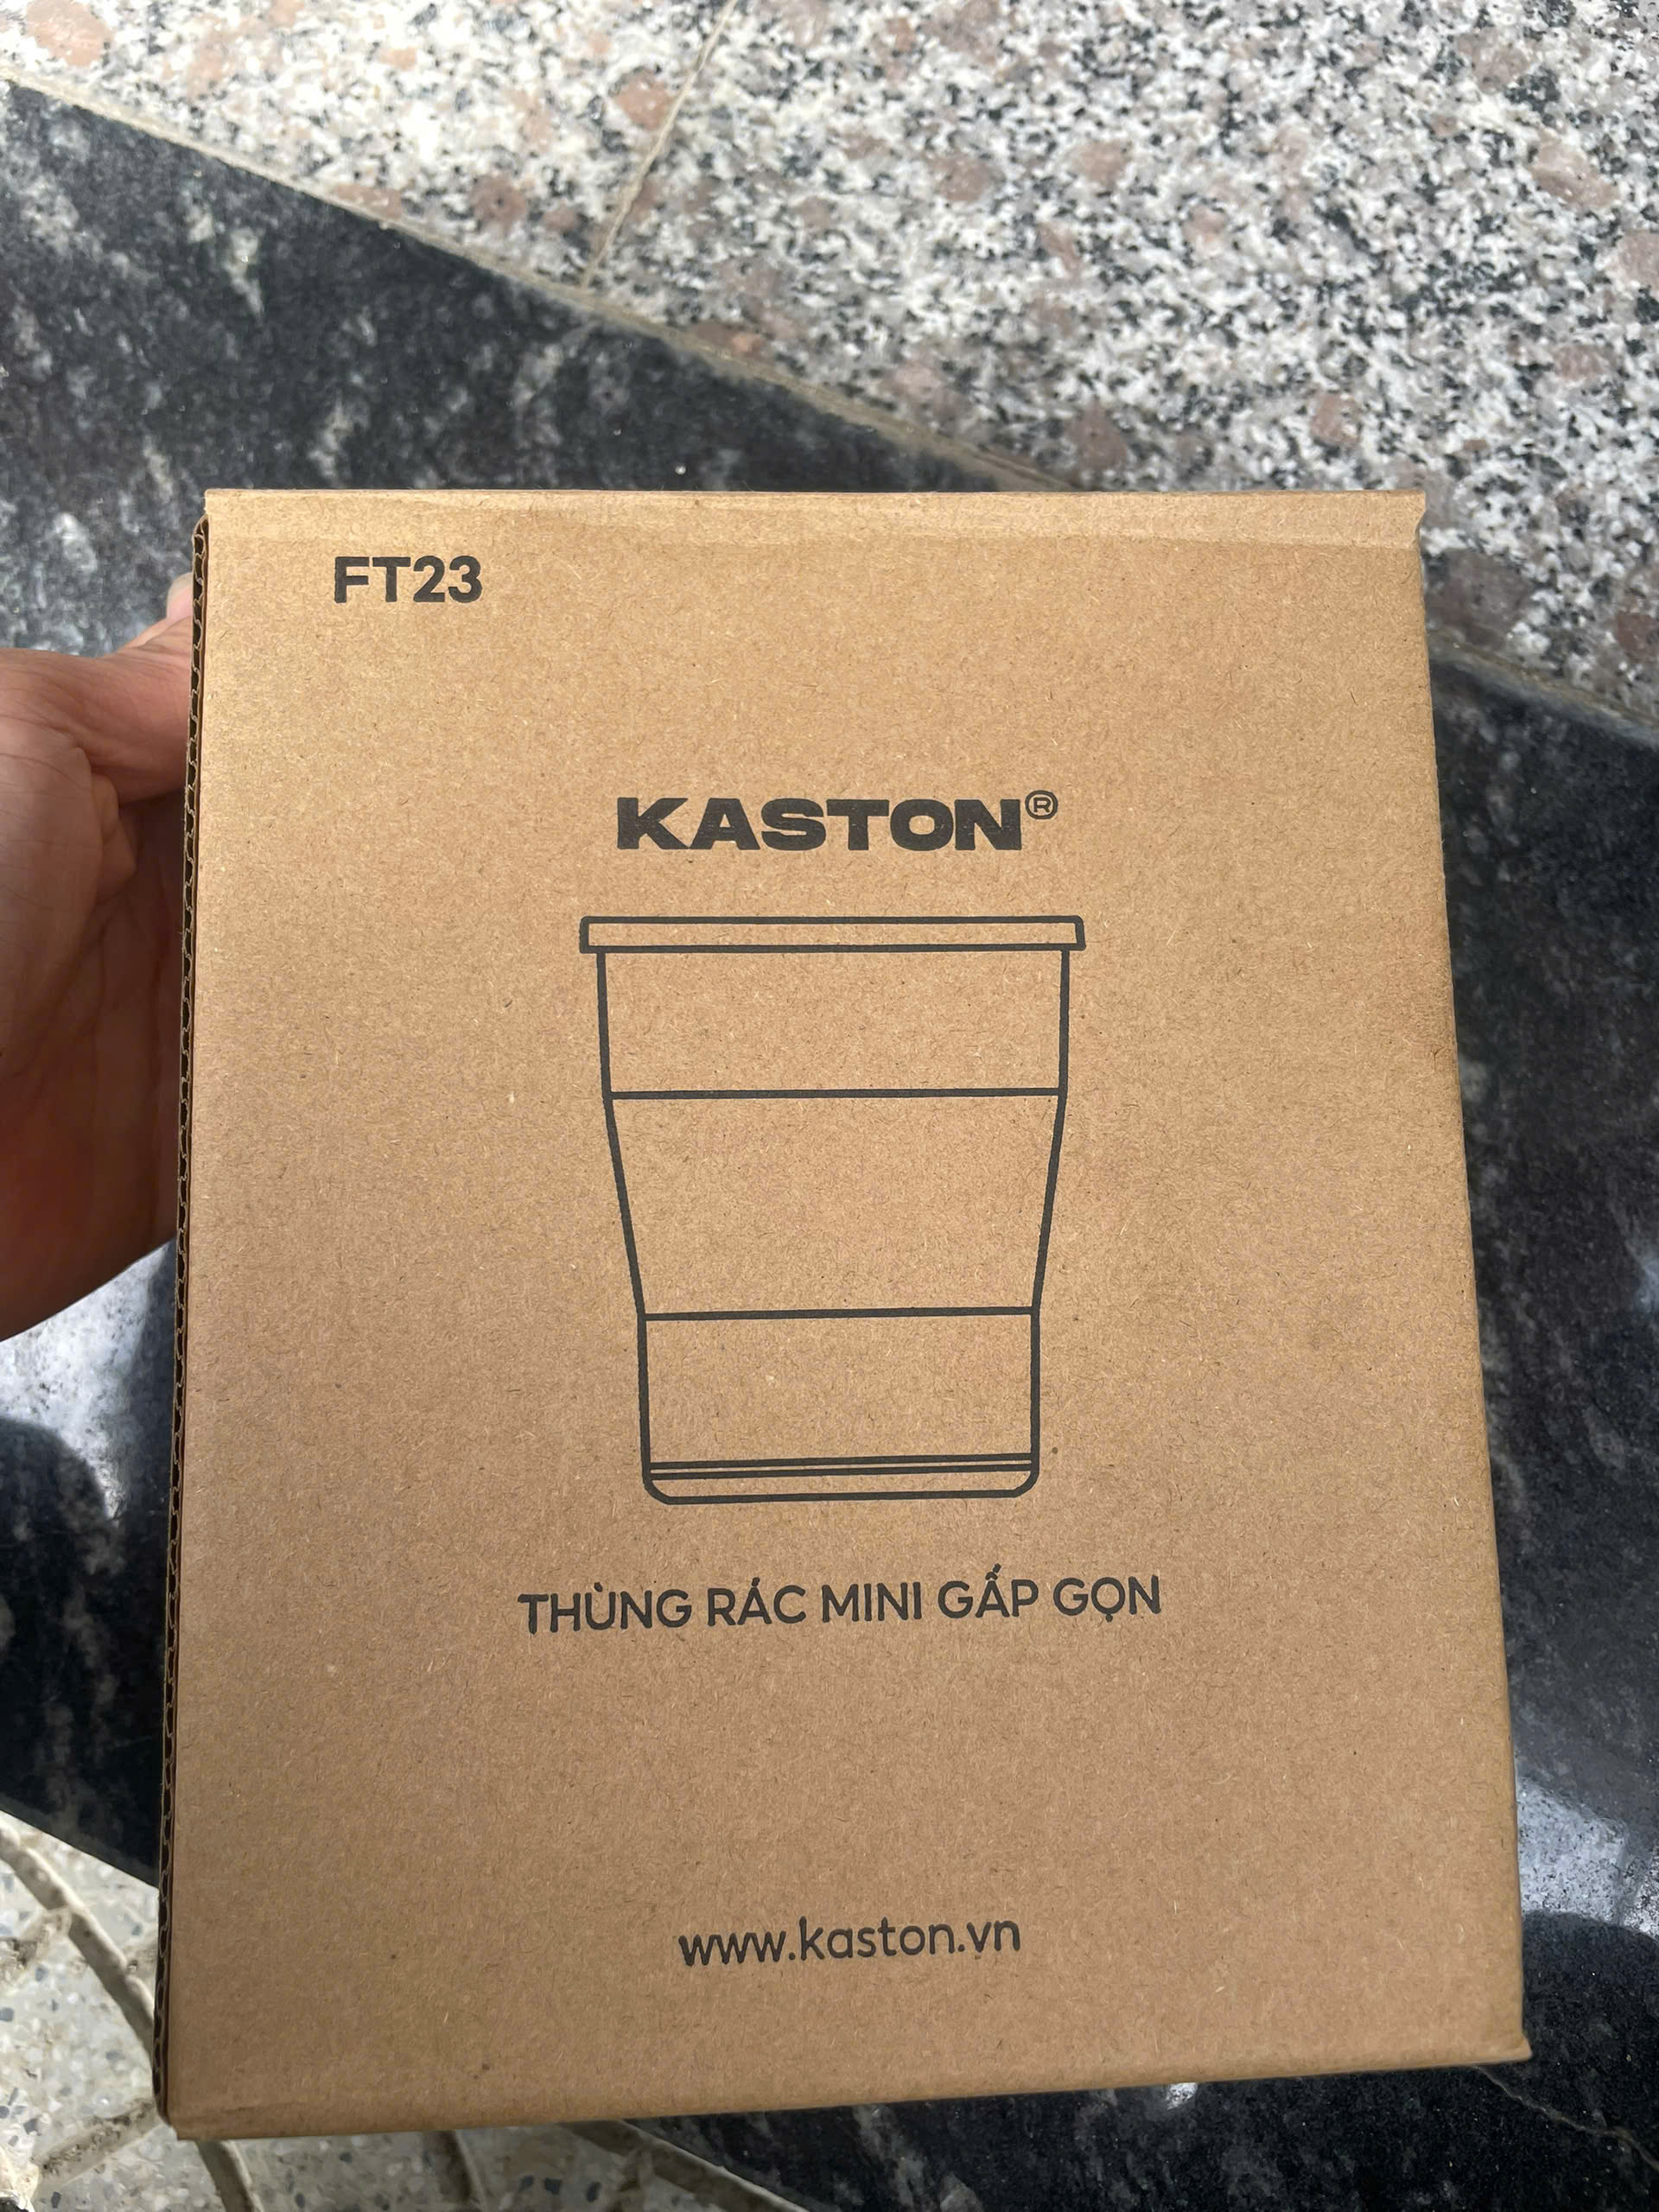 FT23
KASTON®
THÙNG RÁC MINI GẤP GỌN
www.kaston.vn